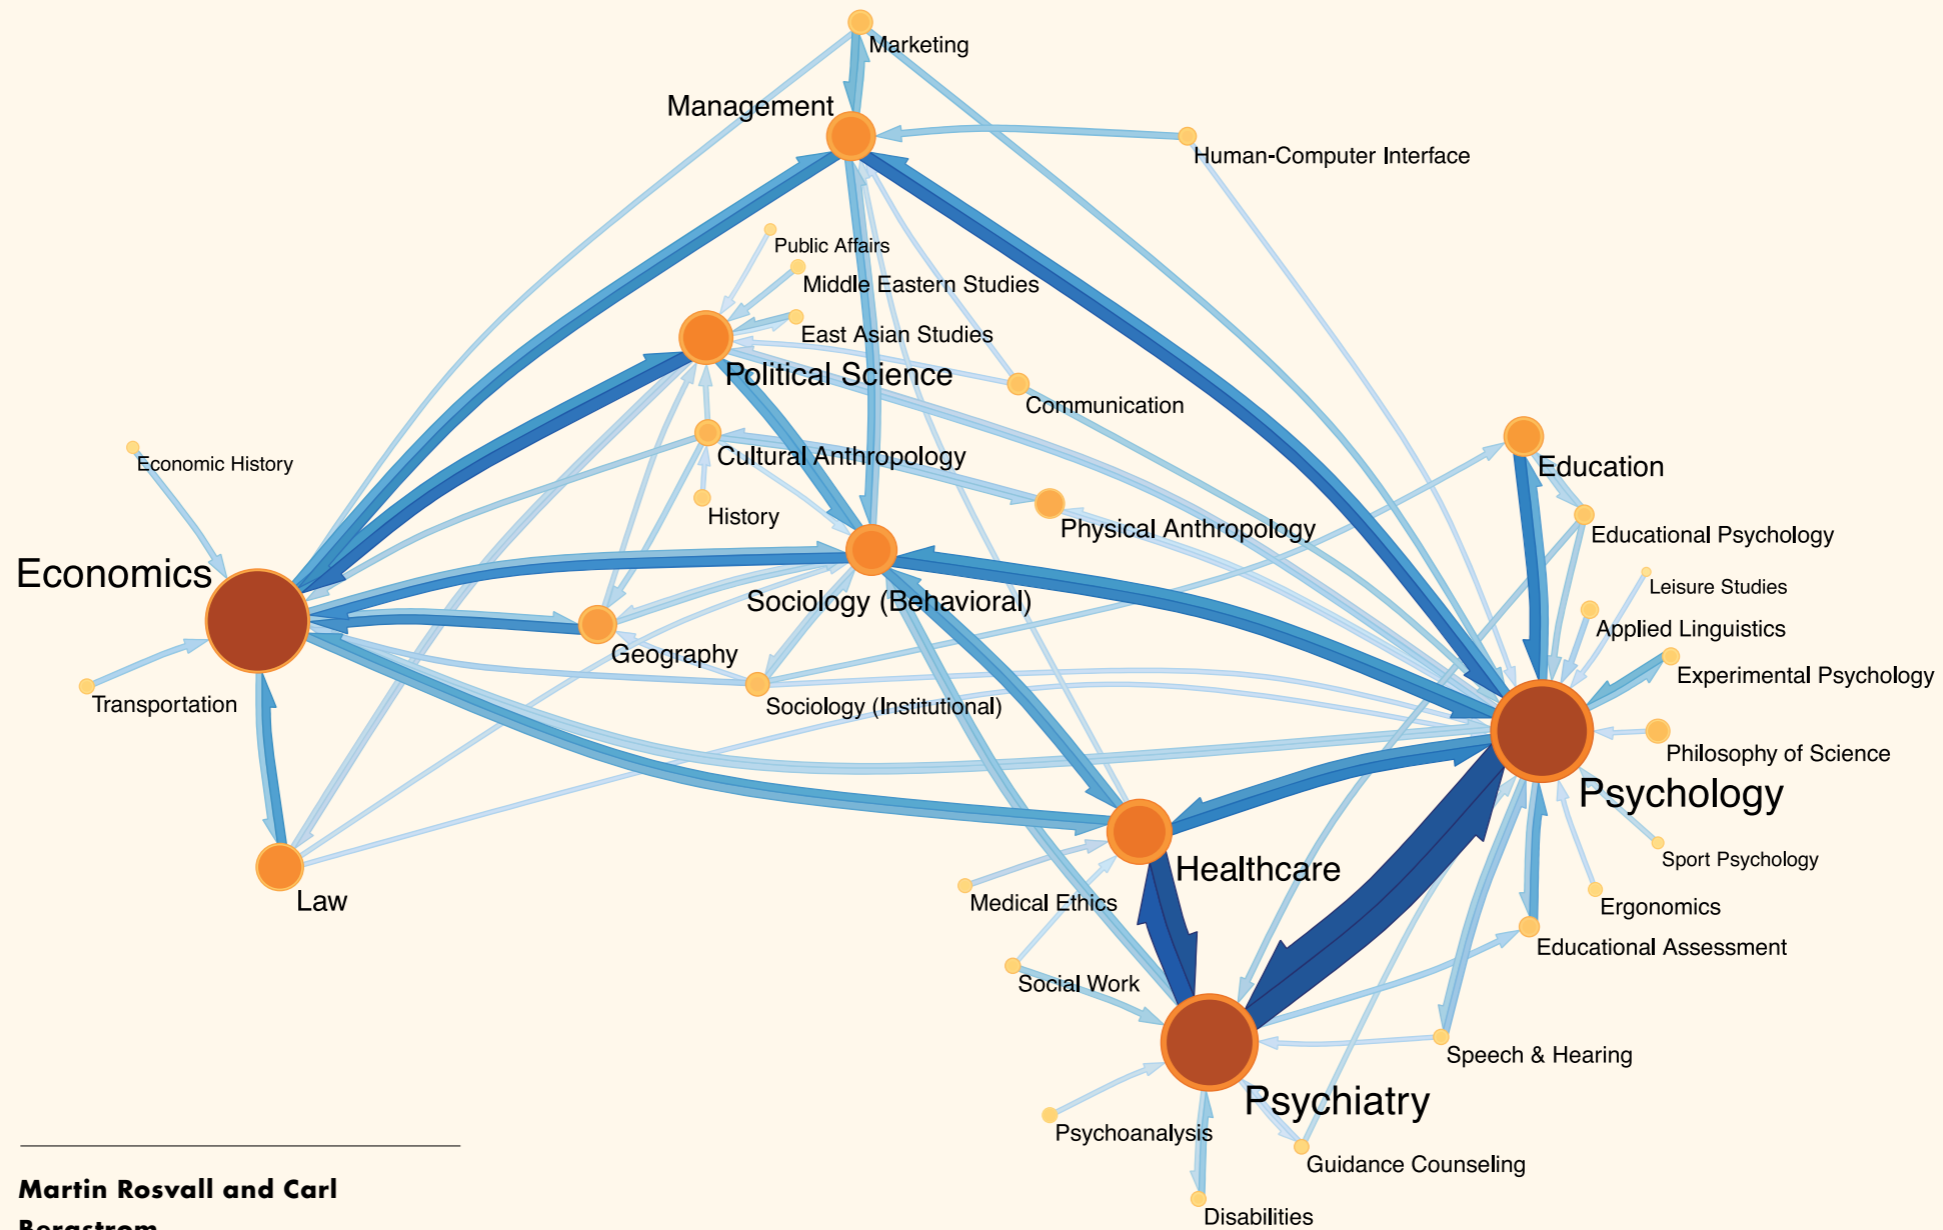 Marketing
Management
Human-Computer Interface
Public Affairs
Middle Eastern Studies
East Asian Studies
Political Science
Communication
Cultural Anthropology
Economic History
Education
History
Physical Anthropology
Educational Psychology
Economics
Leisure Studies
Sociology (Behavioral)
Applied Linguistics
Geography
Experimental Psychology
Transportation
Sociology (Institutional)
Philosophy of Science
Psychology
Sport Psychology
Healthcare
Law
Medical Ethics
Ergonomics
Educational Assessment
Social Work
Speech & Hearing
Psychiatry
Psychoanalysis
Guidance Counseling
Martin Rosvall and Carl
Bergstrom
Disabilities